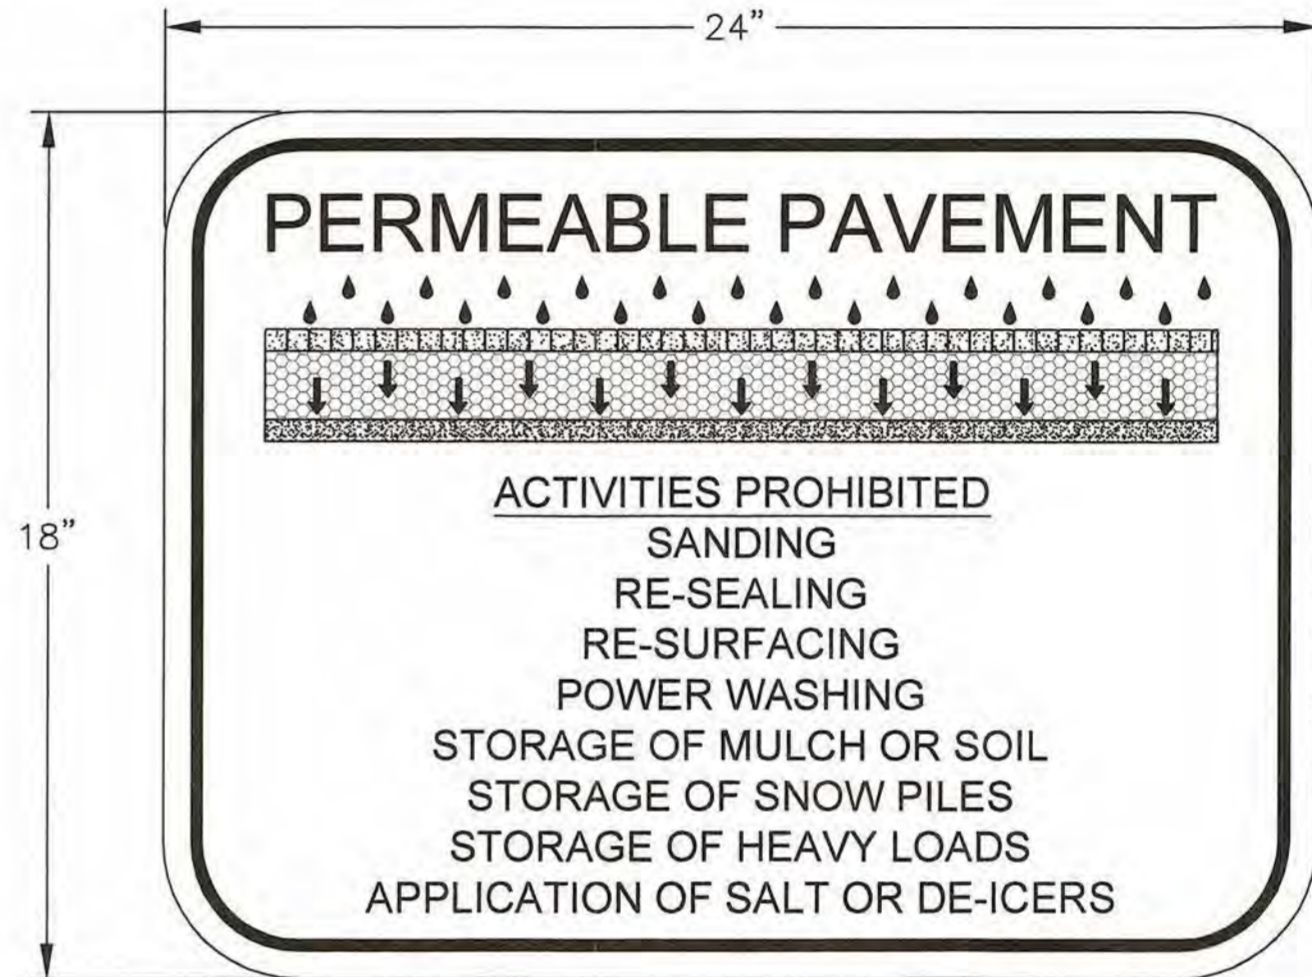 24”
PERMEABLE PAVEMENT
18”
ACTIVITIES PROHIBITED
SANDING
RE-SEALING
RE-SURFACING
POWER WASHING
STORAGE OF MULCH OR SOIL
STORAGE OF SNOW PILES
STORAGE OF HEAVY LOADS
APPLICATION OF SALT OR DE-ICERS